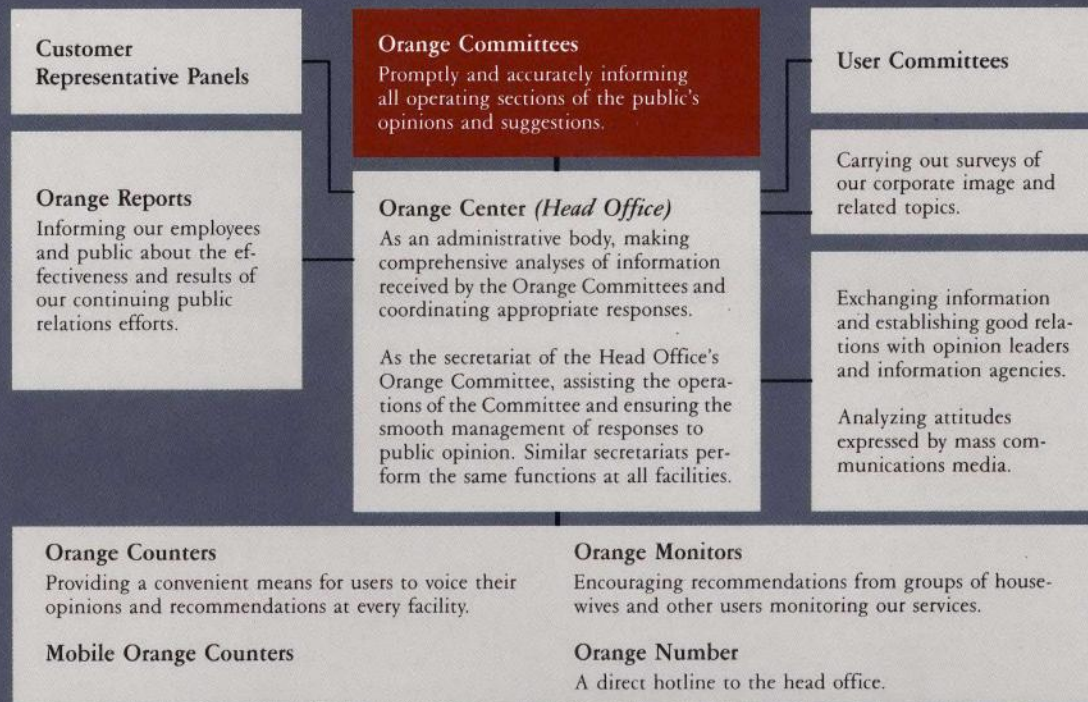 Customer
Representative Panels
Orange Committees
Promptly and accurately informing
all operating sections of the public's
opinions and suggestions.
User Committees
Orange Reports
Informing our employees
and public about the ef-
fectiveness and results of
our continuing public
relations efforts.
Orange Center (Head Office)
As an administrative body, making
comprehensive analyses of information
received by the Orange Committees and
coordinating appropriate responses.
As the secretariat of the Head Office's
Orange Committee, assisting the opera-
tions of the Committee and ensuring the
smooth management of responses to
public opinion. Similar secretariats per-
form the same functions at all facilities.
Carrying out surveys of
our corporate image and
related topics.
Exchanging information
and establishing good rela-
tions with opinion leaders
and information agencies.
Analyzing attitudes
expressed by mass com-
munications media.
Orange Counters
Providing a convenient means for users to voice their
opinions and recommendations at every facility.
Mobile Orange Counters
Orange Monitors
Encouraging recommendations from groups of house-
wives and other users monitoring our services.
Orange Number
A direct hotline to the head office.